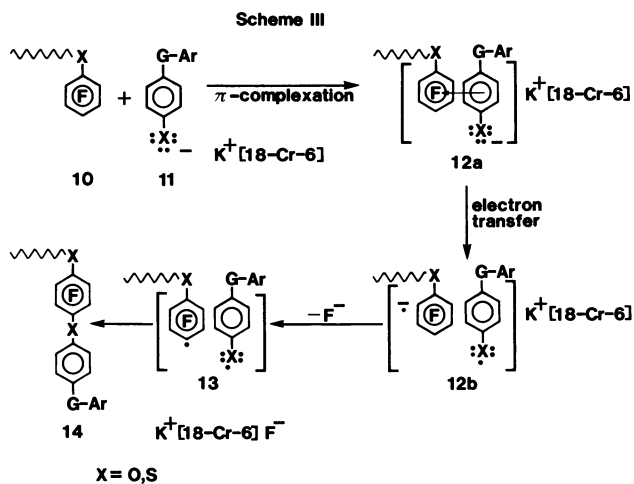 Scheme III
X
F
10
+
G–Ar
:X:
–
11
K+[18–Cr–6]
π–complexation
X
F
G–Ar
:X:
–
K+[18–Cr–6]
12a
electron
transfer
X
–
•
F
G–Ar
:X:
•
K+[18–Cr–6]
12b
–F–
X
F
•
G–Ar
:X:
•
13
K+[18–Cr–6] F–
X
F
X
G–Ar
14
X= O,S